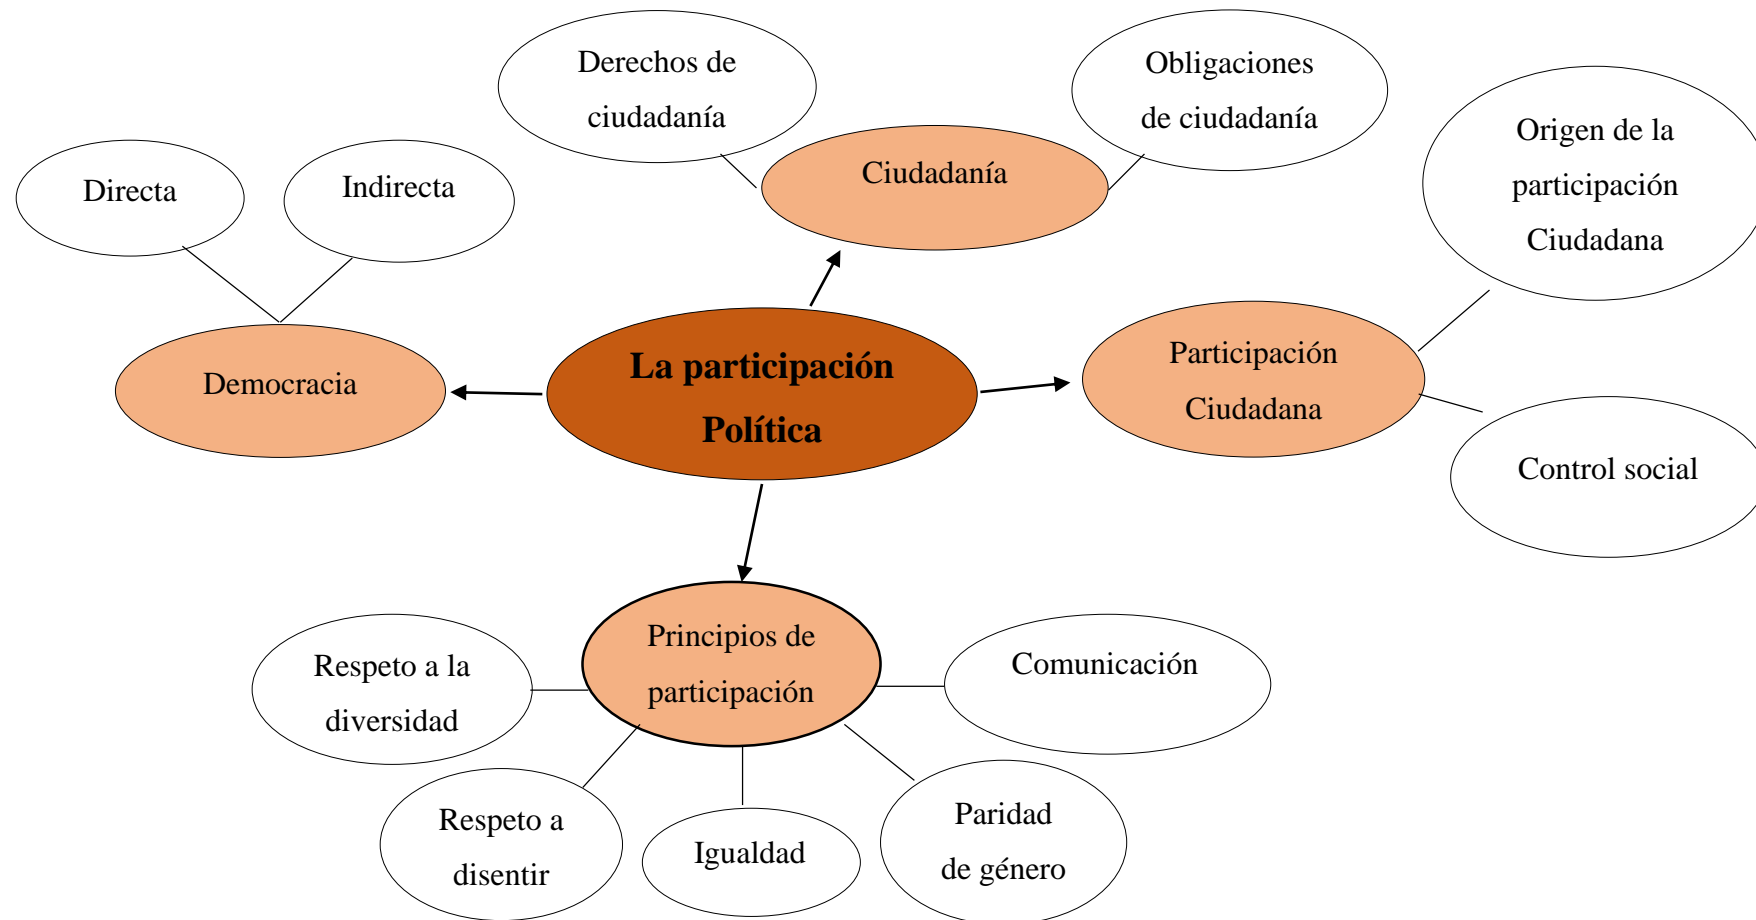 Derechos de
ciudadanía
Obligaciones
de ciudadanía
Origen de la
participación
Ciudadana
Directa
Indirecta
Ciudadanía
Democracia
La participación
Política
Participación
Ciudadana
Control social
Principios de
participación
Respeto a la
diversidad
Comunicación
Respeto a
disentir
Igualdad
Paridad
de género